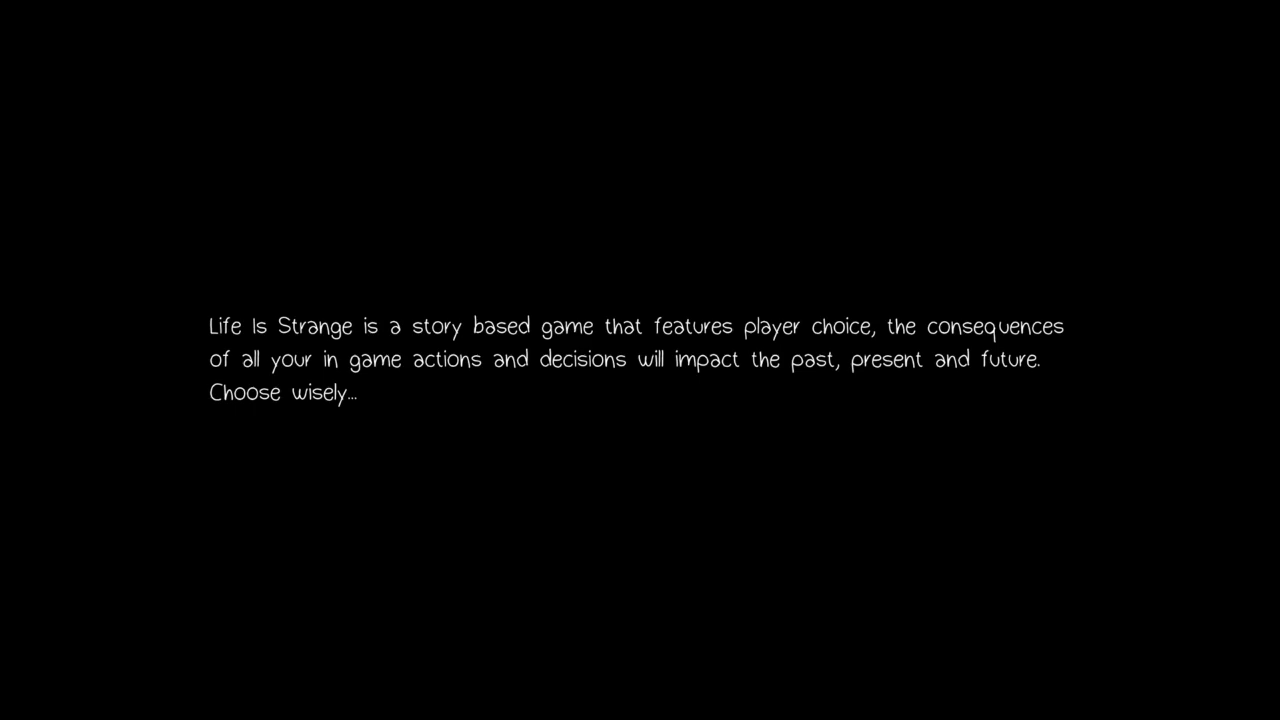 Life Is Strange is a story based game that features player choice, the consequences
of all your in game actions and decisions will impact the past, present and future.
Choose wisely...